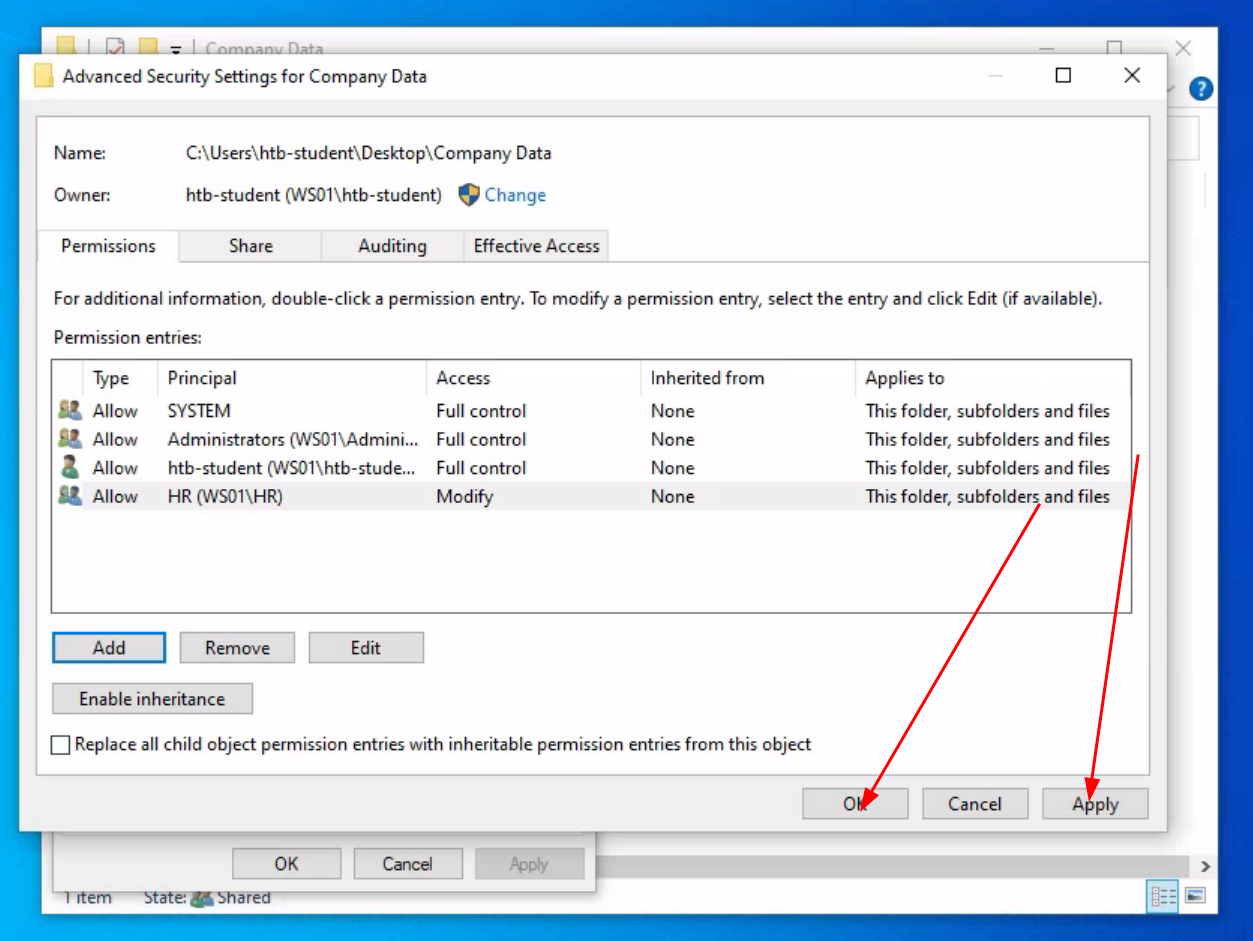 Company Data
Advanced Security Settings for Company Data
?
Name: C:\Users\htb-student\Desktop\Company Data
Owner: htb-student (WS01\htb-student) Change
Permissions Share Auditing Effective Access
For additional information, double-click a permission entry. To modify a permission entry, select the entry and click Edit (if available).
Permission entries:
Type Principal Access Inherited from Applies to
Allow SYSTEM Full control None This folder, subfolders and files
Allow Administrators (WS01\Admini... Full control None This folder, subfolders and files
Allow htb-student (WS01\htb-stude... Full control None This folder, subfolders and files
Allow HR (WS01\HR) Modify None This folder, subfolders and files
Add Remove Edit
Enable inheritance
Replace all child object permission entries with inheritable permission entries from this object
OK Cancel Apply
OK Cancel Apply
1 item State: Shared